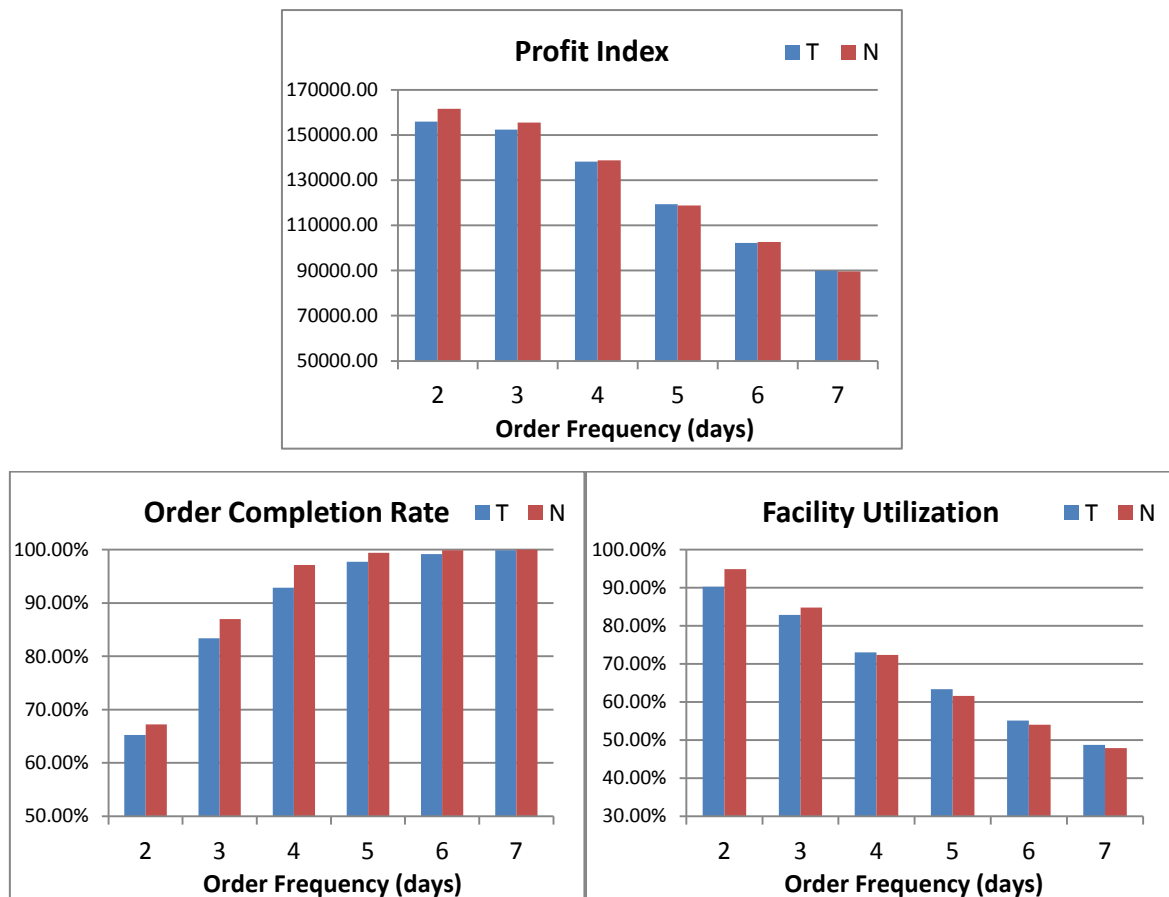 Profit Index T N
170000.00
150000.00
130000.00
110000.00
90000.00
70000.00
50000.00
2 3 4 5 6 7
Order Frequency (days)
Order Completion Rate T N
100.00%
90.00%
80.00%
70.00%
60.00%
50.00%
2 3 4 5 6 7
Order Frequency (days)
Facility Utilization T N
100.00%
90.00%
80.00%
70.00%
60.00%
50.00%
40.00%
30.00%
2 3 4 5 6 7
Order Frequency (days)